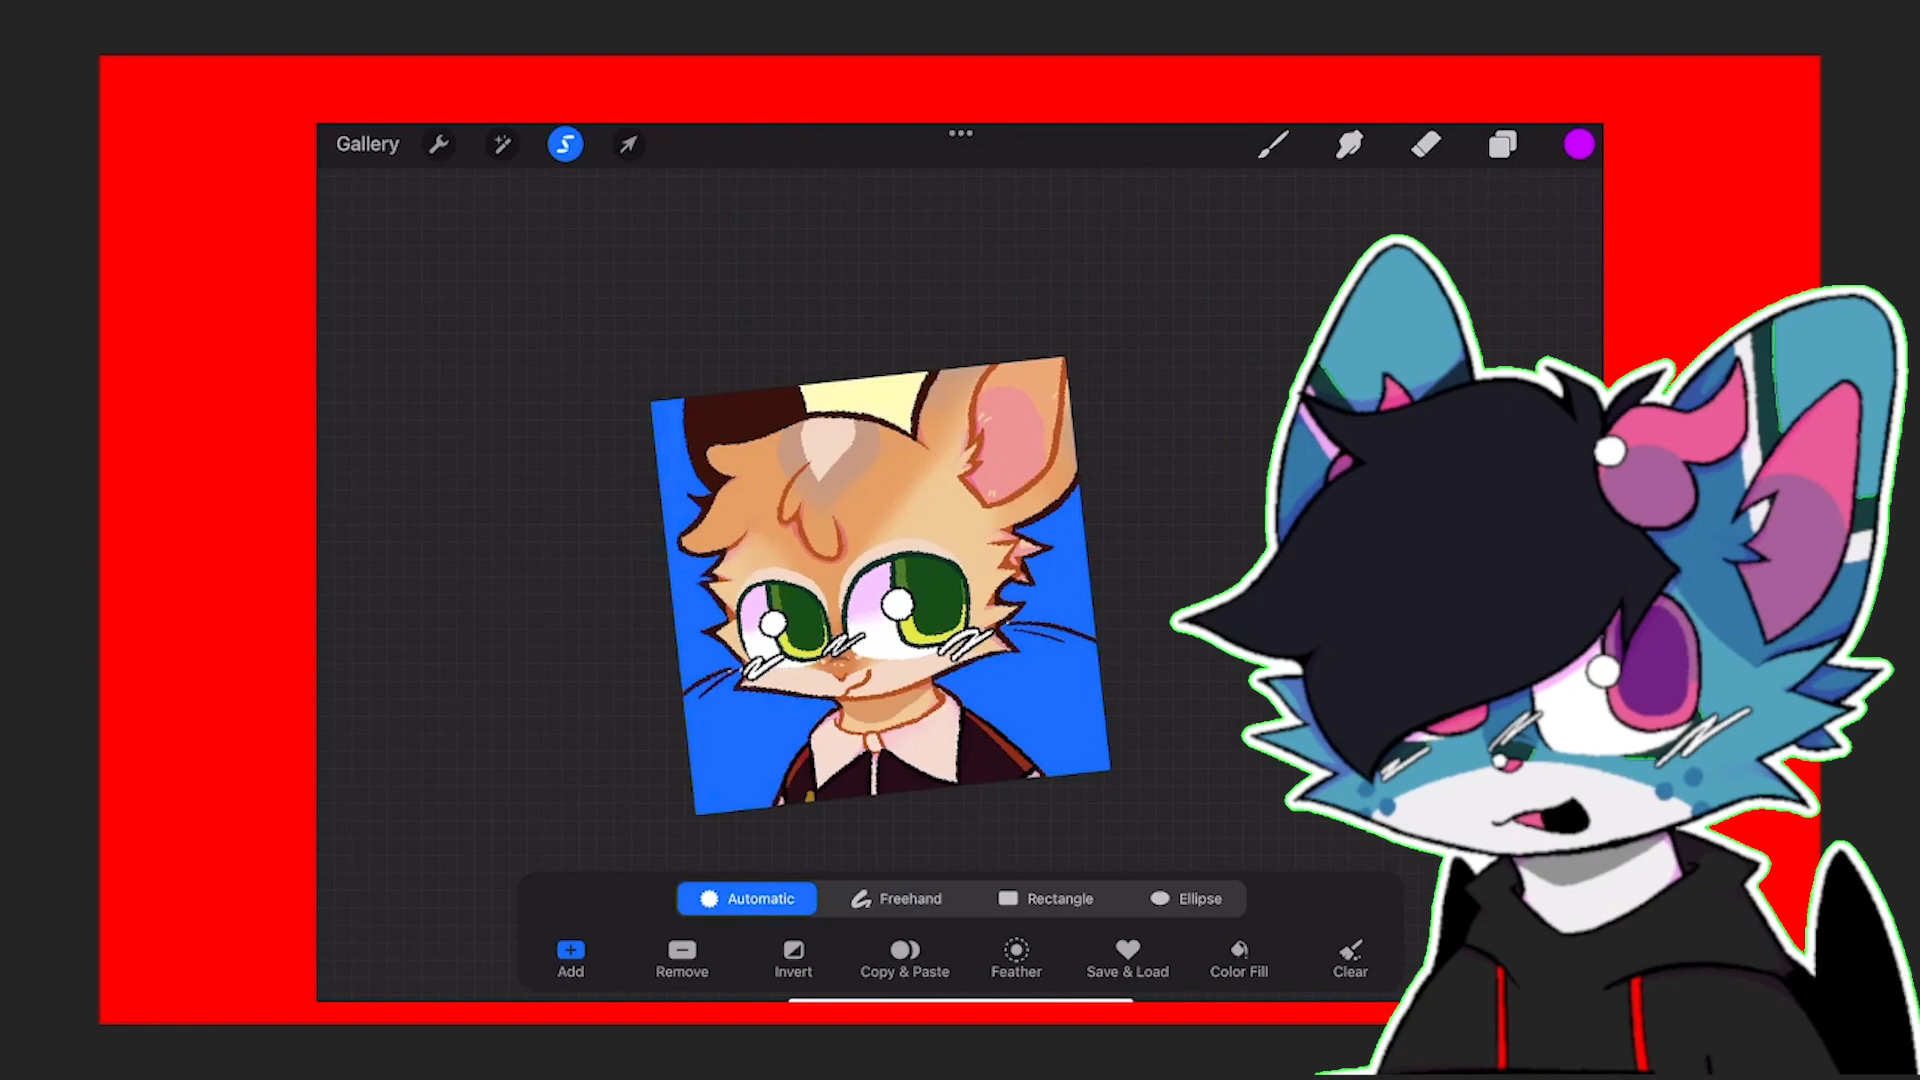 Gallery
Automatic Freehand Rectangle Ellipse
Add Remove Invert Copy & Paste Feather Save & Load Color Fill Clear